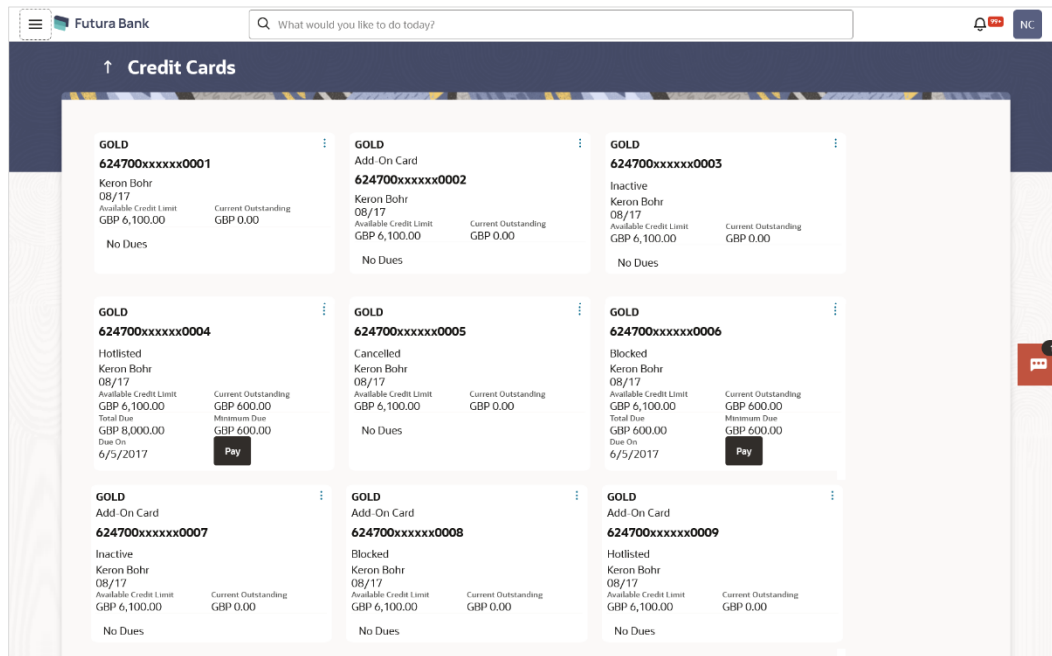 Futura Bank
What would you like to do today?
99+
NC
↑ Credit Cards
GOLD
624700xxxxxx0001
Keron Bohr
08/17
Available Credit Limit Current Outstanding
GBP 6,100.00 GBP 0.00
No Dues
GOLD
Add-On Card
624700xxxxxx0002
Keron Bohr
08/17
Available Credit Limit Current Outstanding
GBP 6,100.00 GBP 0.00
No Dues
GOLD
624700xxxxxx0003
Inactive
Keron Bohr
08/17
Available Credit Limit Current Outstanding
GBP 6,100.00 GBP 0.00
No Dues
GOLD
624700xxxxxx0004
Hotlisted
Keron Bohr
08/17
Available Credit Limit Current Outstanding
GBP 6,100.00 GBP 600.00
Total Due Minimum Due
GBP 8,000.00 GBP 600.00
Due On
6/5/2017 Pay
GOLD
624700xxxxxx0005
Cancelled
Keron Bohr
08/17
Available Credit Limit Current Outstanding
GBP 6,100.00 GBP 0.00
No Dues
GOLD
624700xxxxxx0006
Blocked
Keron Bohr
08/17
Available Credit Limit Current Outstanding
GBP 6,100.00 GBP 600.00
Total Due Minimum Due
GBP 600.00 GBP 600.00
Due On
6/5/2017 Pay
GOLD
Add-On Card
624700xxxxxx0007
Inactive
Keron Bohr
08/17
Available Credit Limit Current Outstanding
GBP 6,100.00 GBP 0.00
No Dues
GOLD
Add-On Card
624700xxxxxx0008
Blocked
Keron Bohr
08/17
Available Credit Limit Current Outstanding
GBP 6,100.00 GBP 0.00
No Dues
GOLD
Add-On Card
624700xxxxxx0009
Hotlisted
Keron Bohr
08/17
Available Credit Limit Current Outstanding
GBP 6,100.00 GBP 0.00
No Dues